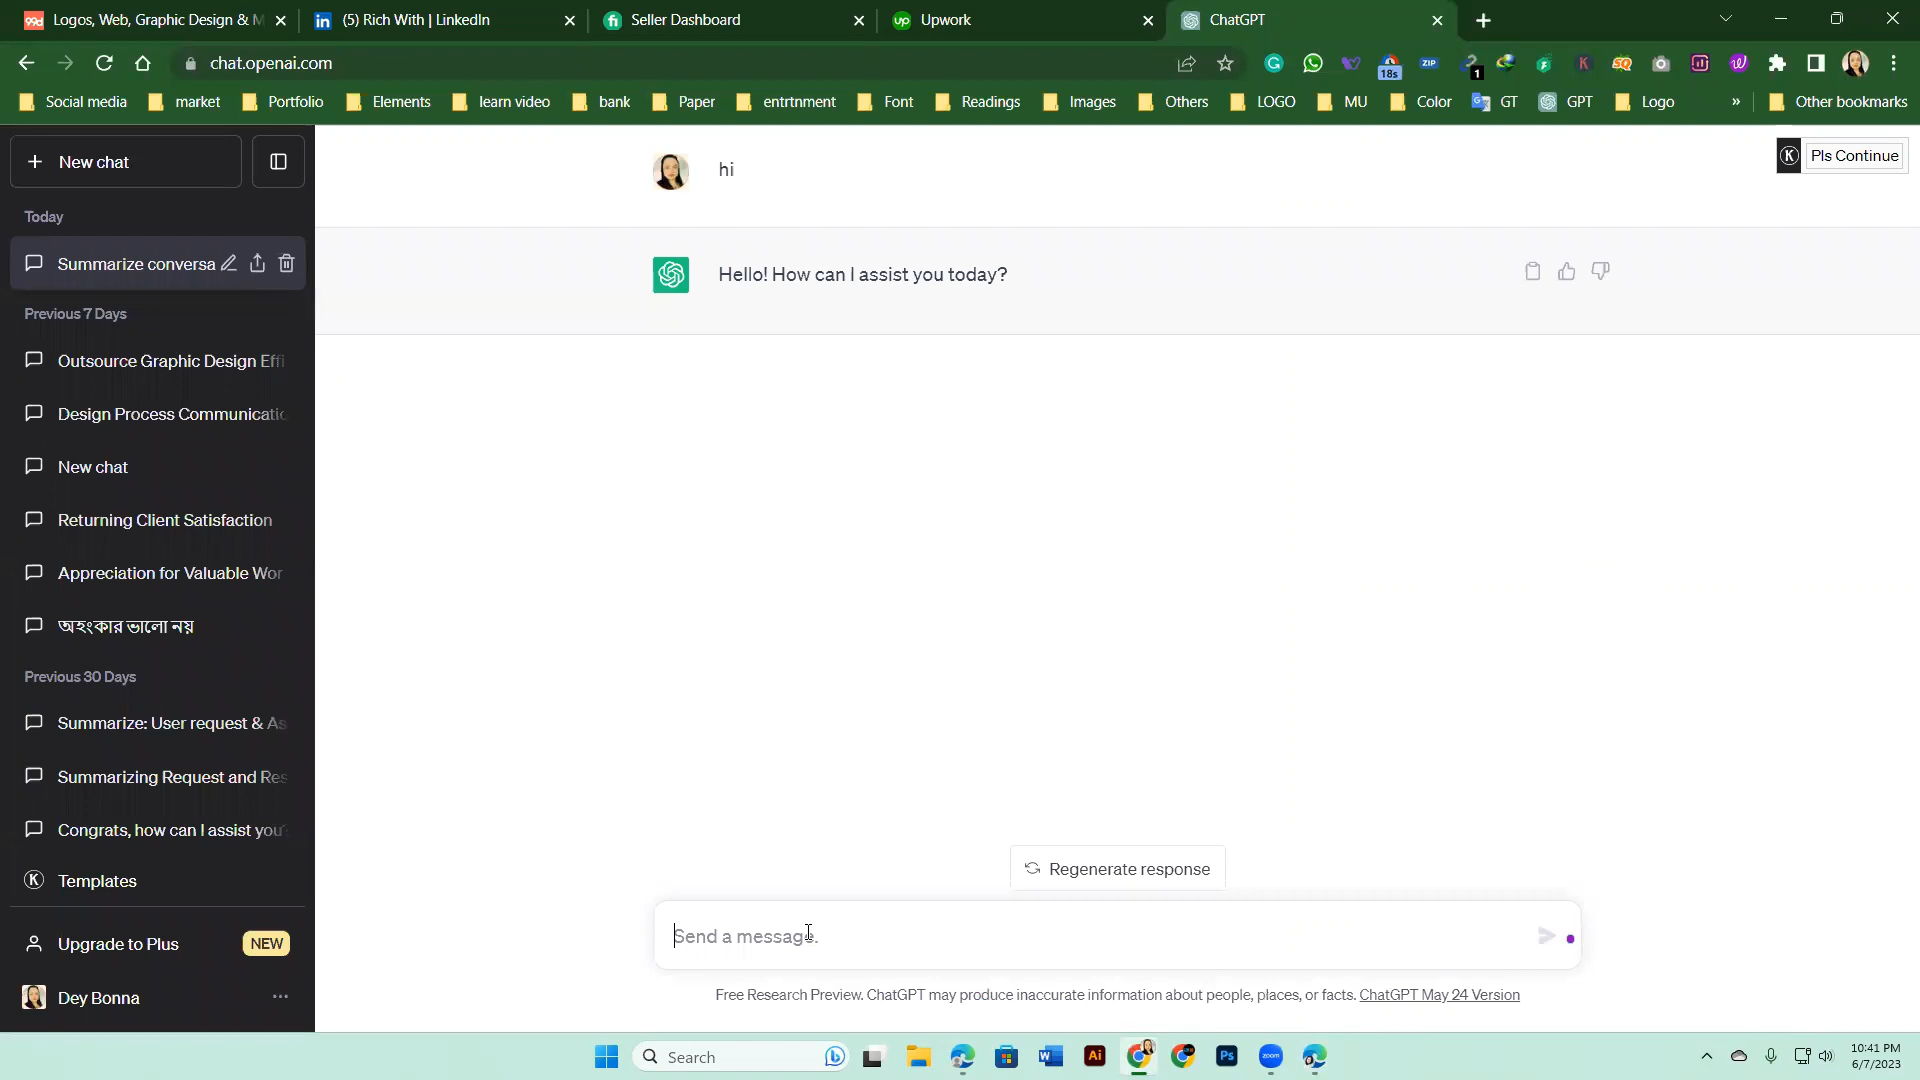 Logos, Web, Graphic Design & M
(5) Rich With | LinkedIn
Seller Dashboard
Upwork
ChatGPT
chat.openai.com
18s
ZIP
1
Social media
market
Portfolio
Elements
learn video
bank
Paper
entrtnment
Font
Readings
Images
Others
LOGO
MU
Color
GT
GPT
Logo
»
Other bookmarks
New chat
hi
Pls Continue
Today
Summarize conversa
Hello! How can I assist you today?
Previous 7 Days
Outsource Graphic Design Effi
Design Process Communicatio
New chat
Returning Client Satisfaction
Appreciation for Valuable Wor
অহংকার ভালো নয়
Previous 30 Days
Summarize: User request & As
Summarizing Request and Res
Congrats, how can I assist you'
Templates
Regenerate response
Upgrade to Plus
NEW
Send a message.
Dey Bonna
Free Research Preview. ChatGPT may produce inaccurate information about people, places, or facts. ChatGPT May 24 Version
Search
10:41 PM
6/7/2023